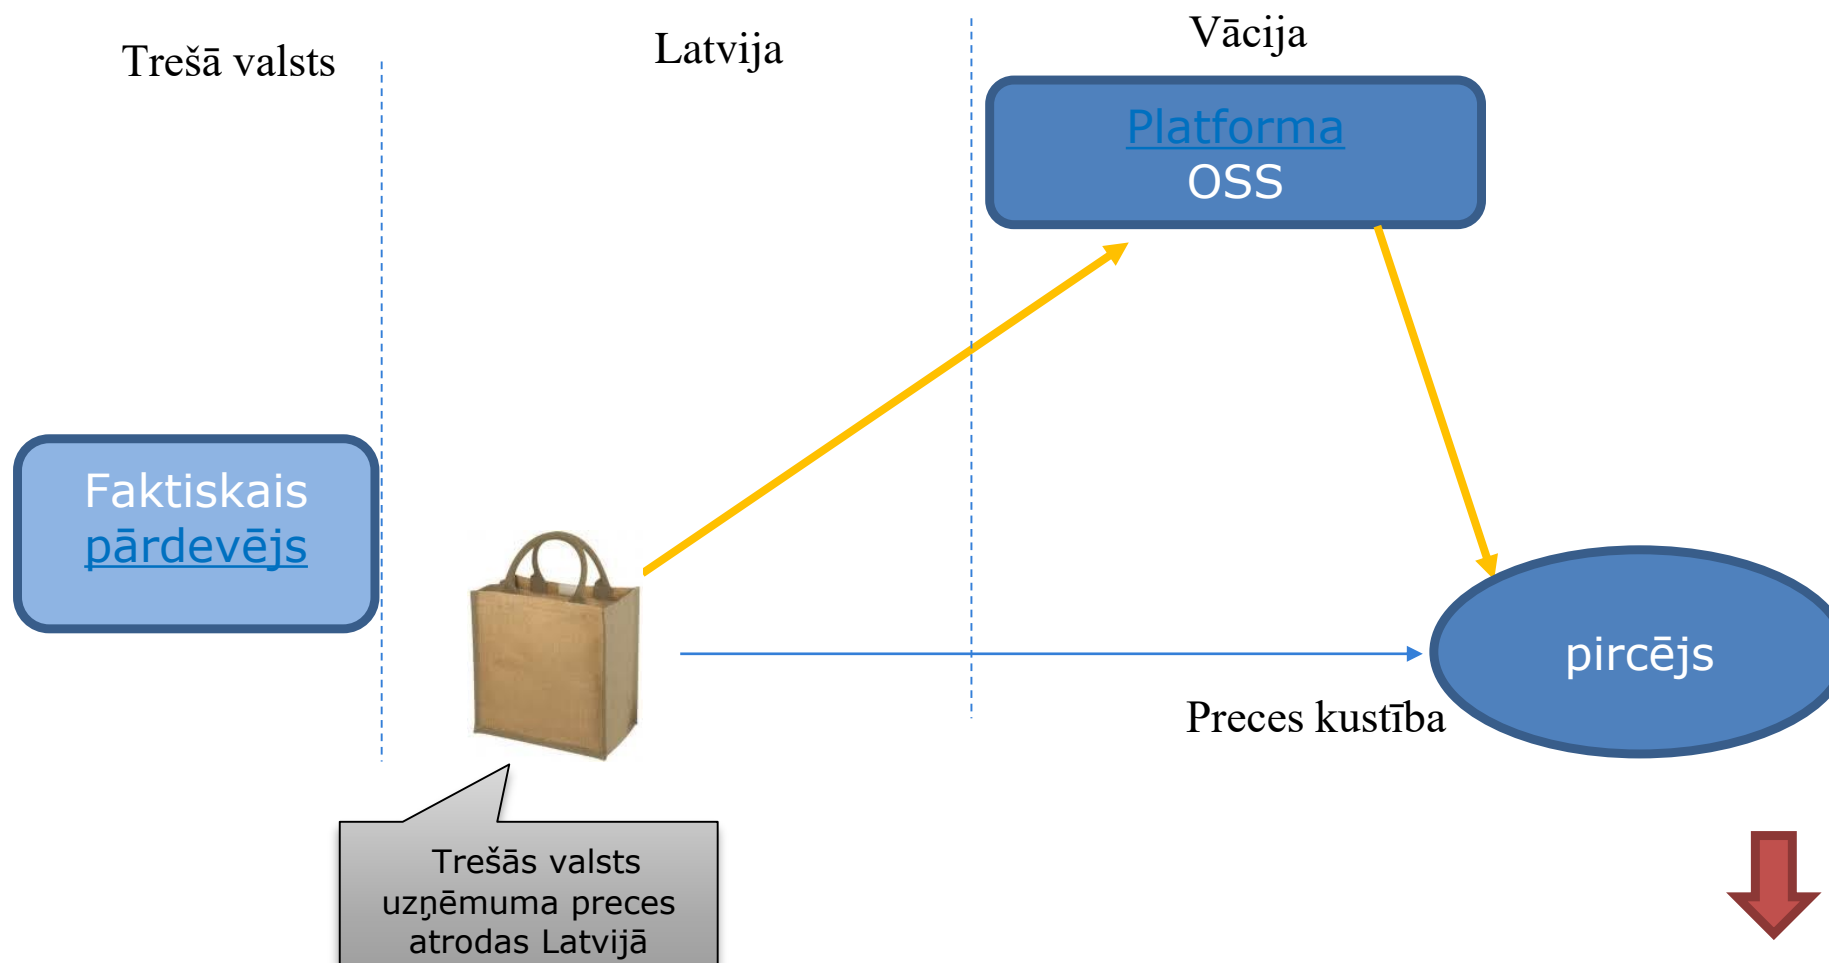 Trešā valsts
Latvija
Vācija
Platforma
OSS
Faktiskais
pārdevējs
pircējs
Preces kustība
Trešās valsts
uzņēmuma preces
atrodas Latvijā